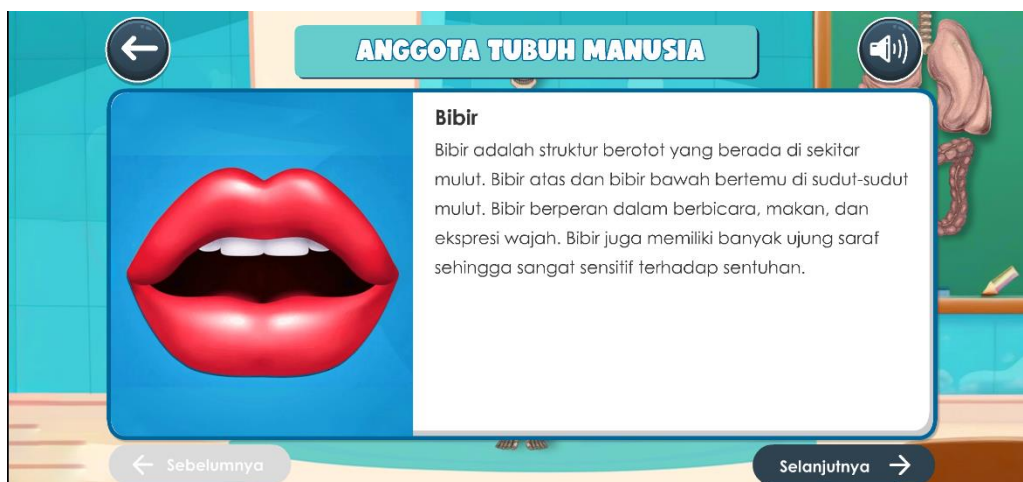 ANGGOTA TUBUH MANUSIA
Bibir
Bibir adalah struktur berotot yang berada di sekitar
mulut. Bibir atas dan bibir bawah bertemu di sudut-sudut
mulut. Bibir berperan dalam berbicara, makan, dan
ekspresi wajah. Bibir juga memiliki banyak ujung saraf
sehingga sangat sensitif terhadap sentuhan.
Sebelumnya
Selanjutnya